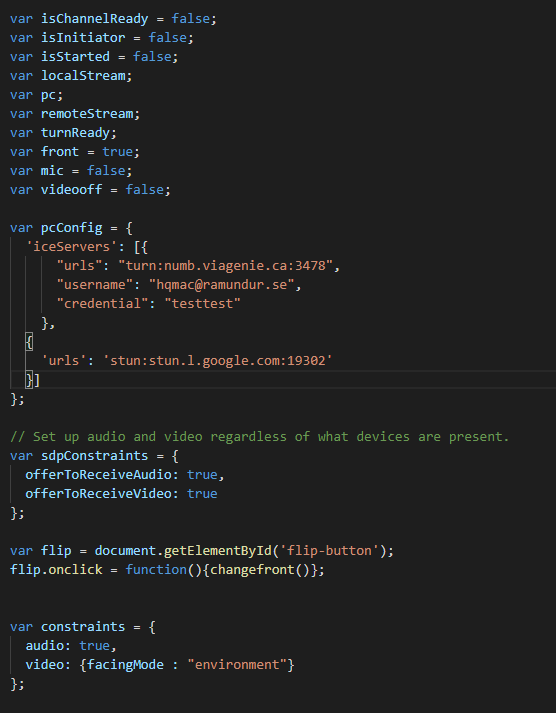 var isChannelReady = false;
var isInitiator = false;
var isStarted = false;
var localStream;
var pc;
var remoteStream;
var turnReady;
var front = true;
var mic = false;
var videooff = false;
var pcConfig = {
'iceServers': [{
"urls": "turn:numb.viagenie.ca:3478",
"username": "hqmac@ramundur.se",
"credential": "testtest"
},
{
'urls': 'stun:stun.l.google.com:19302'
}]
};
// Set up audio and video regardless of what devices are present.
var sdpConstraints = {
offerToReceiveAudio: true,
offerToReceiveVideo: true
};
var flip = document.getElementById('flip-button');
flip.onclick = function(){changefront()};
var constraints = {
audio: true,
video: {facingMode : "environment"}
};